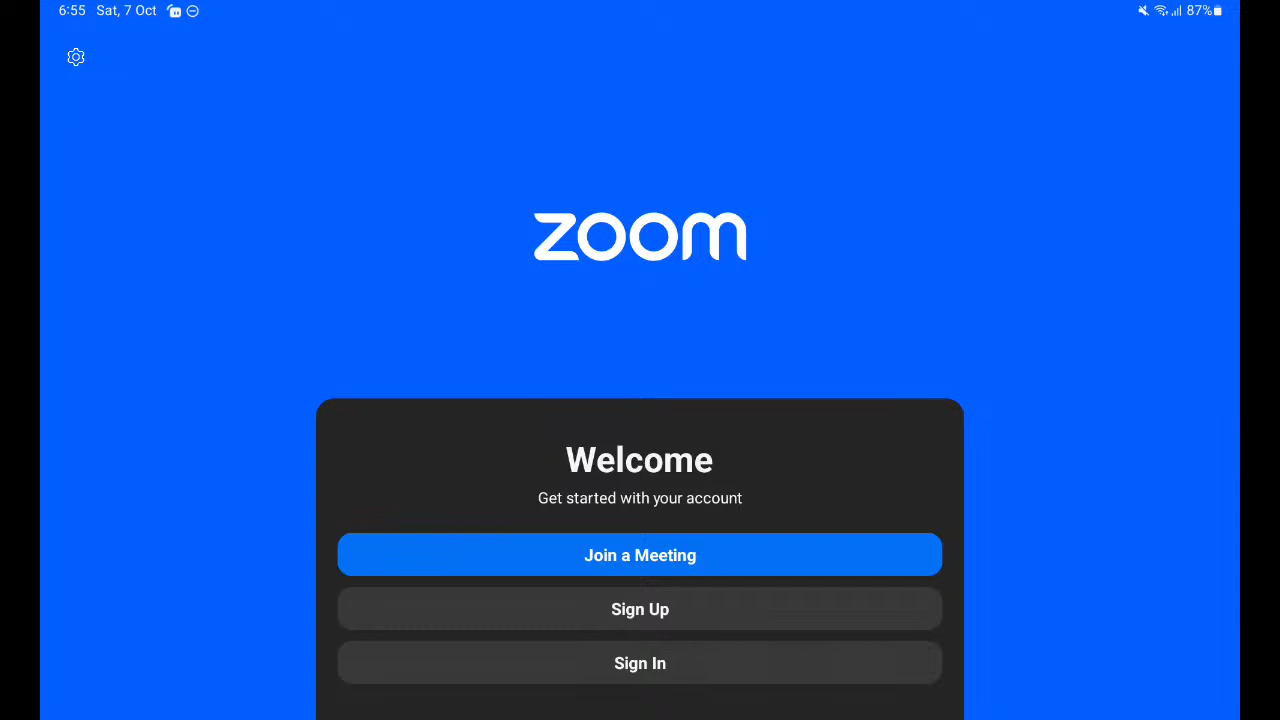 6:55 Sat, 7 Oct 87%
zoom
Welcome
Get started with your account
Join a Meeting
Sign Up
Sign In